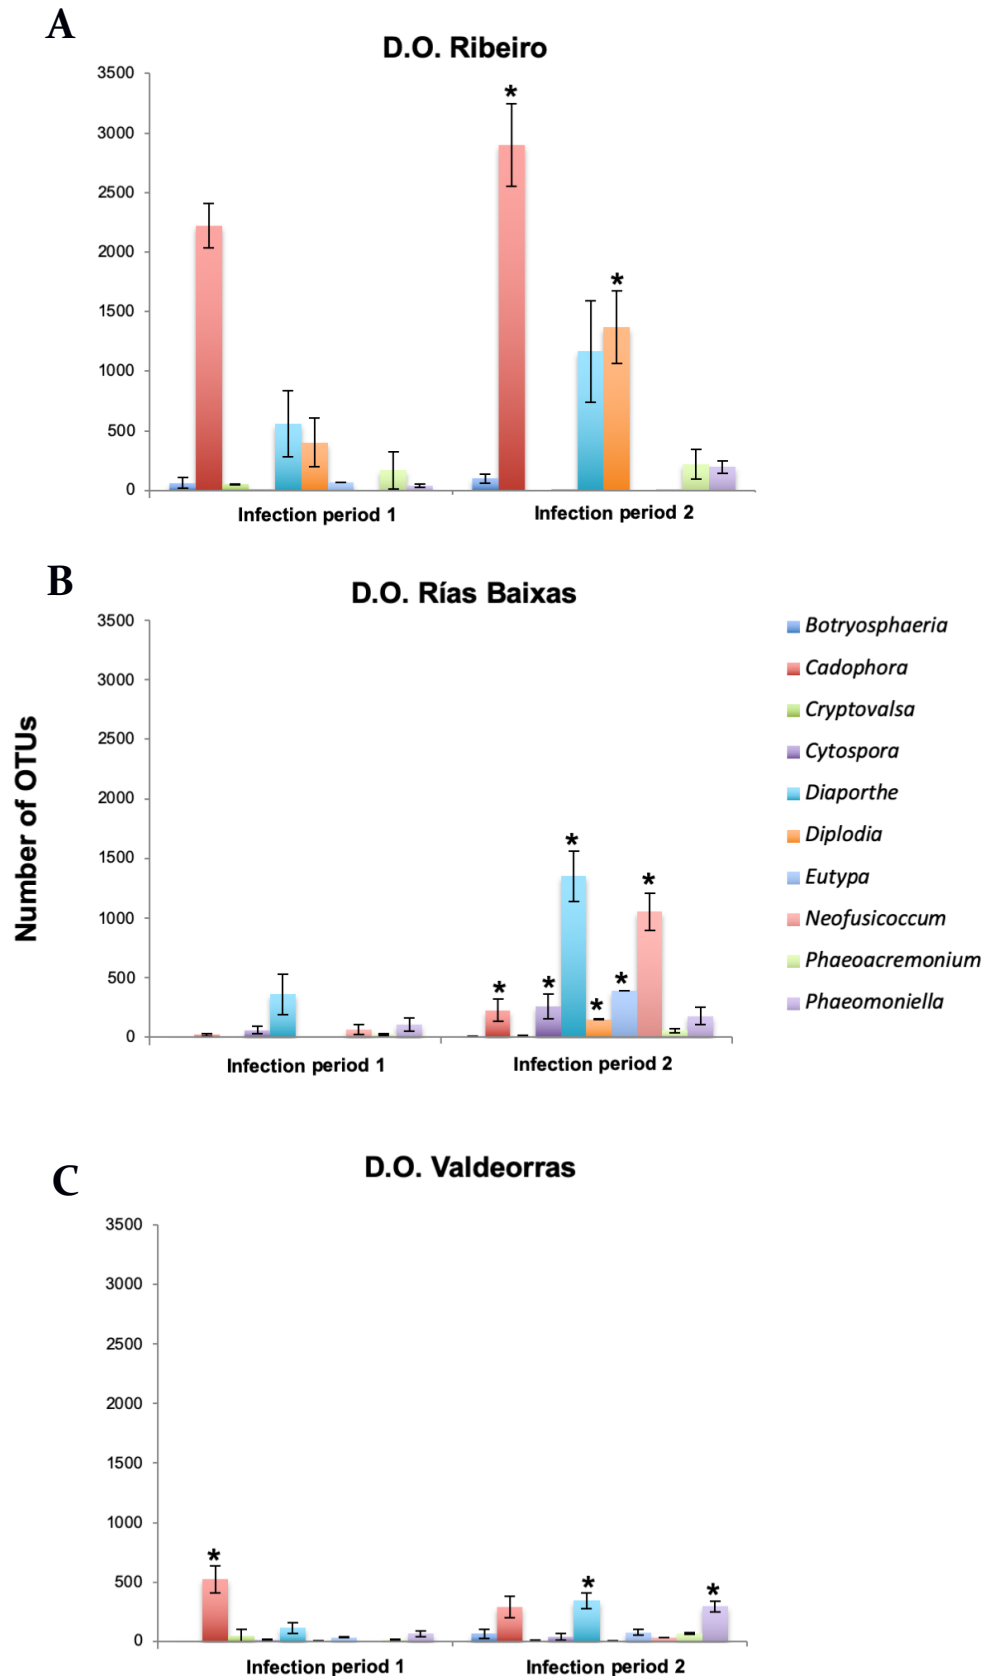 A
D.O. Ribeiro
3500
3000
2500
2000
1500
1000
500
0
*
*
Infection period 1
Infection period 2
B
D.O. Rías Baixas
3500
3000
2500
2000
1500
1000
500
0
*
*
*
*
*
*
Infection period 1
Infection period 2
Number of OTUs
Botryosphaeria
Cadophora
Cryptovalsa
Cytospora
Diaporthe
Diplodia
Eutypa
Neofusicoccum
Phaeoacremonium
Phaeomoniella
C
D.O. Valdeorras
3500
3000
2500
2000
1500
1000
500
0
*
*
*
Infection period 1
Infection period 2